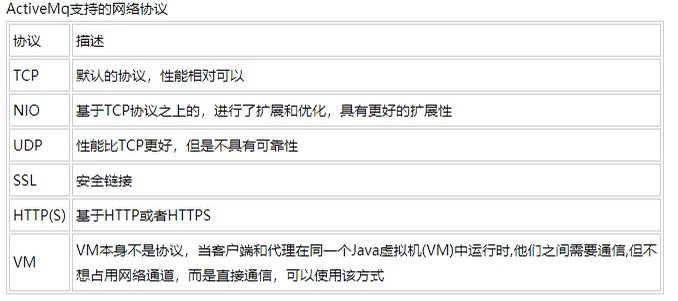 ActiveMq支持的网络协议
协议 描述
TCP 默认的协议，性能相对可以
NIO 基于TCP协议之上的，进行了扩展和优化，具有更好的扩展性
UDP 性能比TCP更好，但是不具有可靠性
SSL 安全链接
HTTP(S) 基于HTTP或者HTTPS
VM VM本身不是协议，当客户端和代理在同一个Java虚拟机(VM)中运行时,他们之间需要通信,但不
想占用网络通道，而是直接通信，可以使用该方式